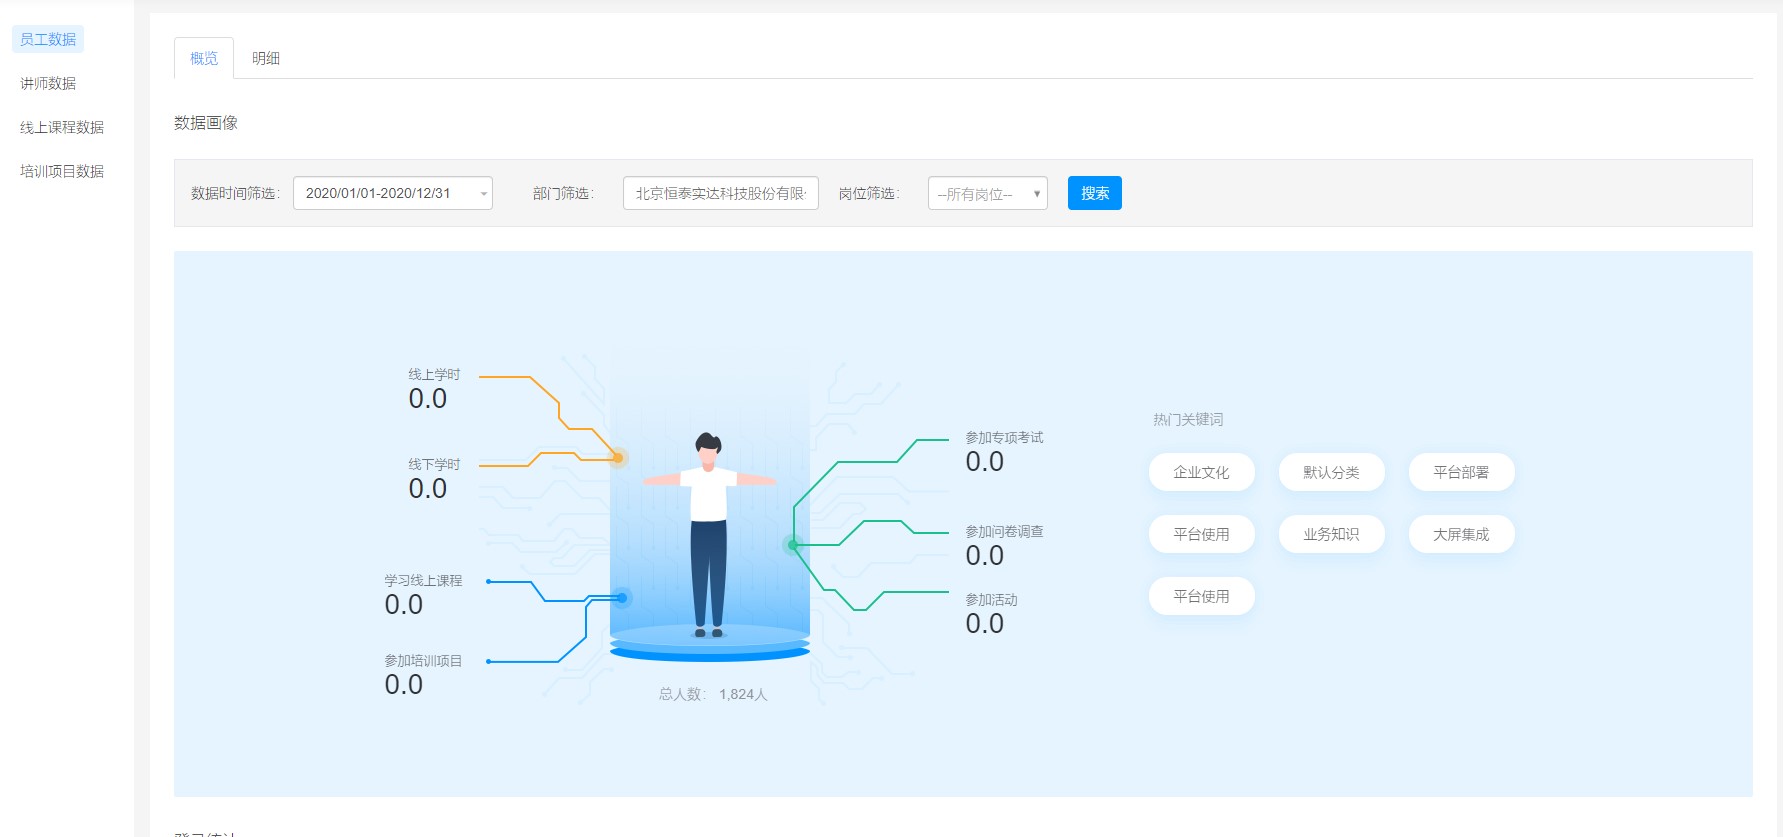 员工数据
讲师数据
线上课程数据
培训项目数据
概览 明细
数据画像
数据时间筛选: 2020/01/01-2020/12/31 部门筛选: 北京恒泰实达科技股份有限 岗位筛选: --所有岗位-- 搜索
线上学时
0.0
线下学时
0.0
学习线上课程
0.0
参加培训项目
0.0
总人数: 1,824人
参加专项考试
0.0
参加问卷调查
0.0
参加活动
0.0
热门关键词
企业文化 默认分类 平台部署
平台使用 业务知识 大屏集成
平台使用